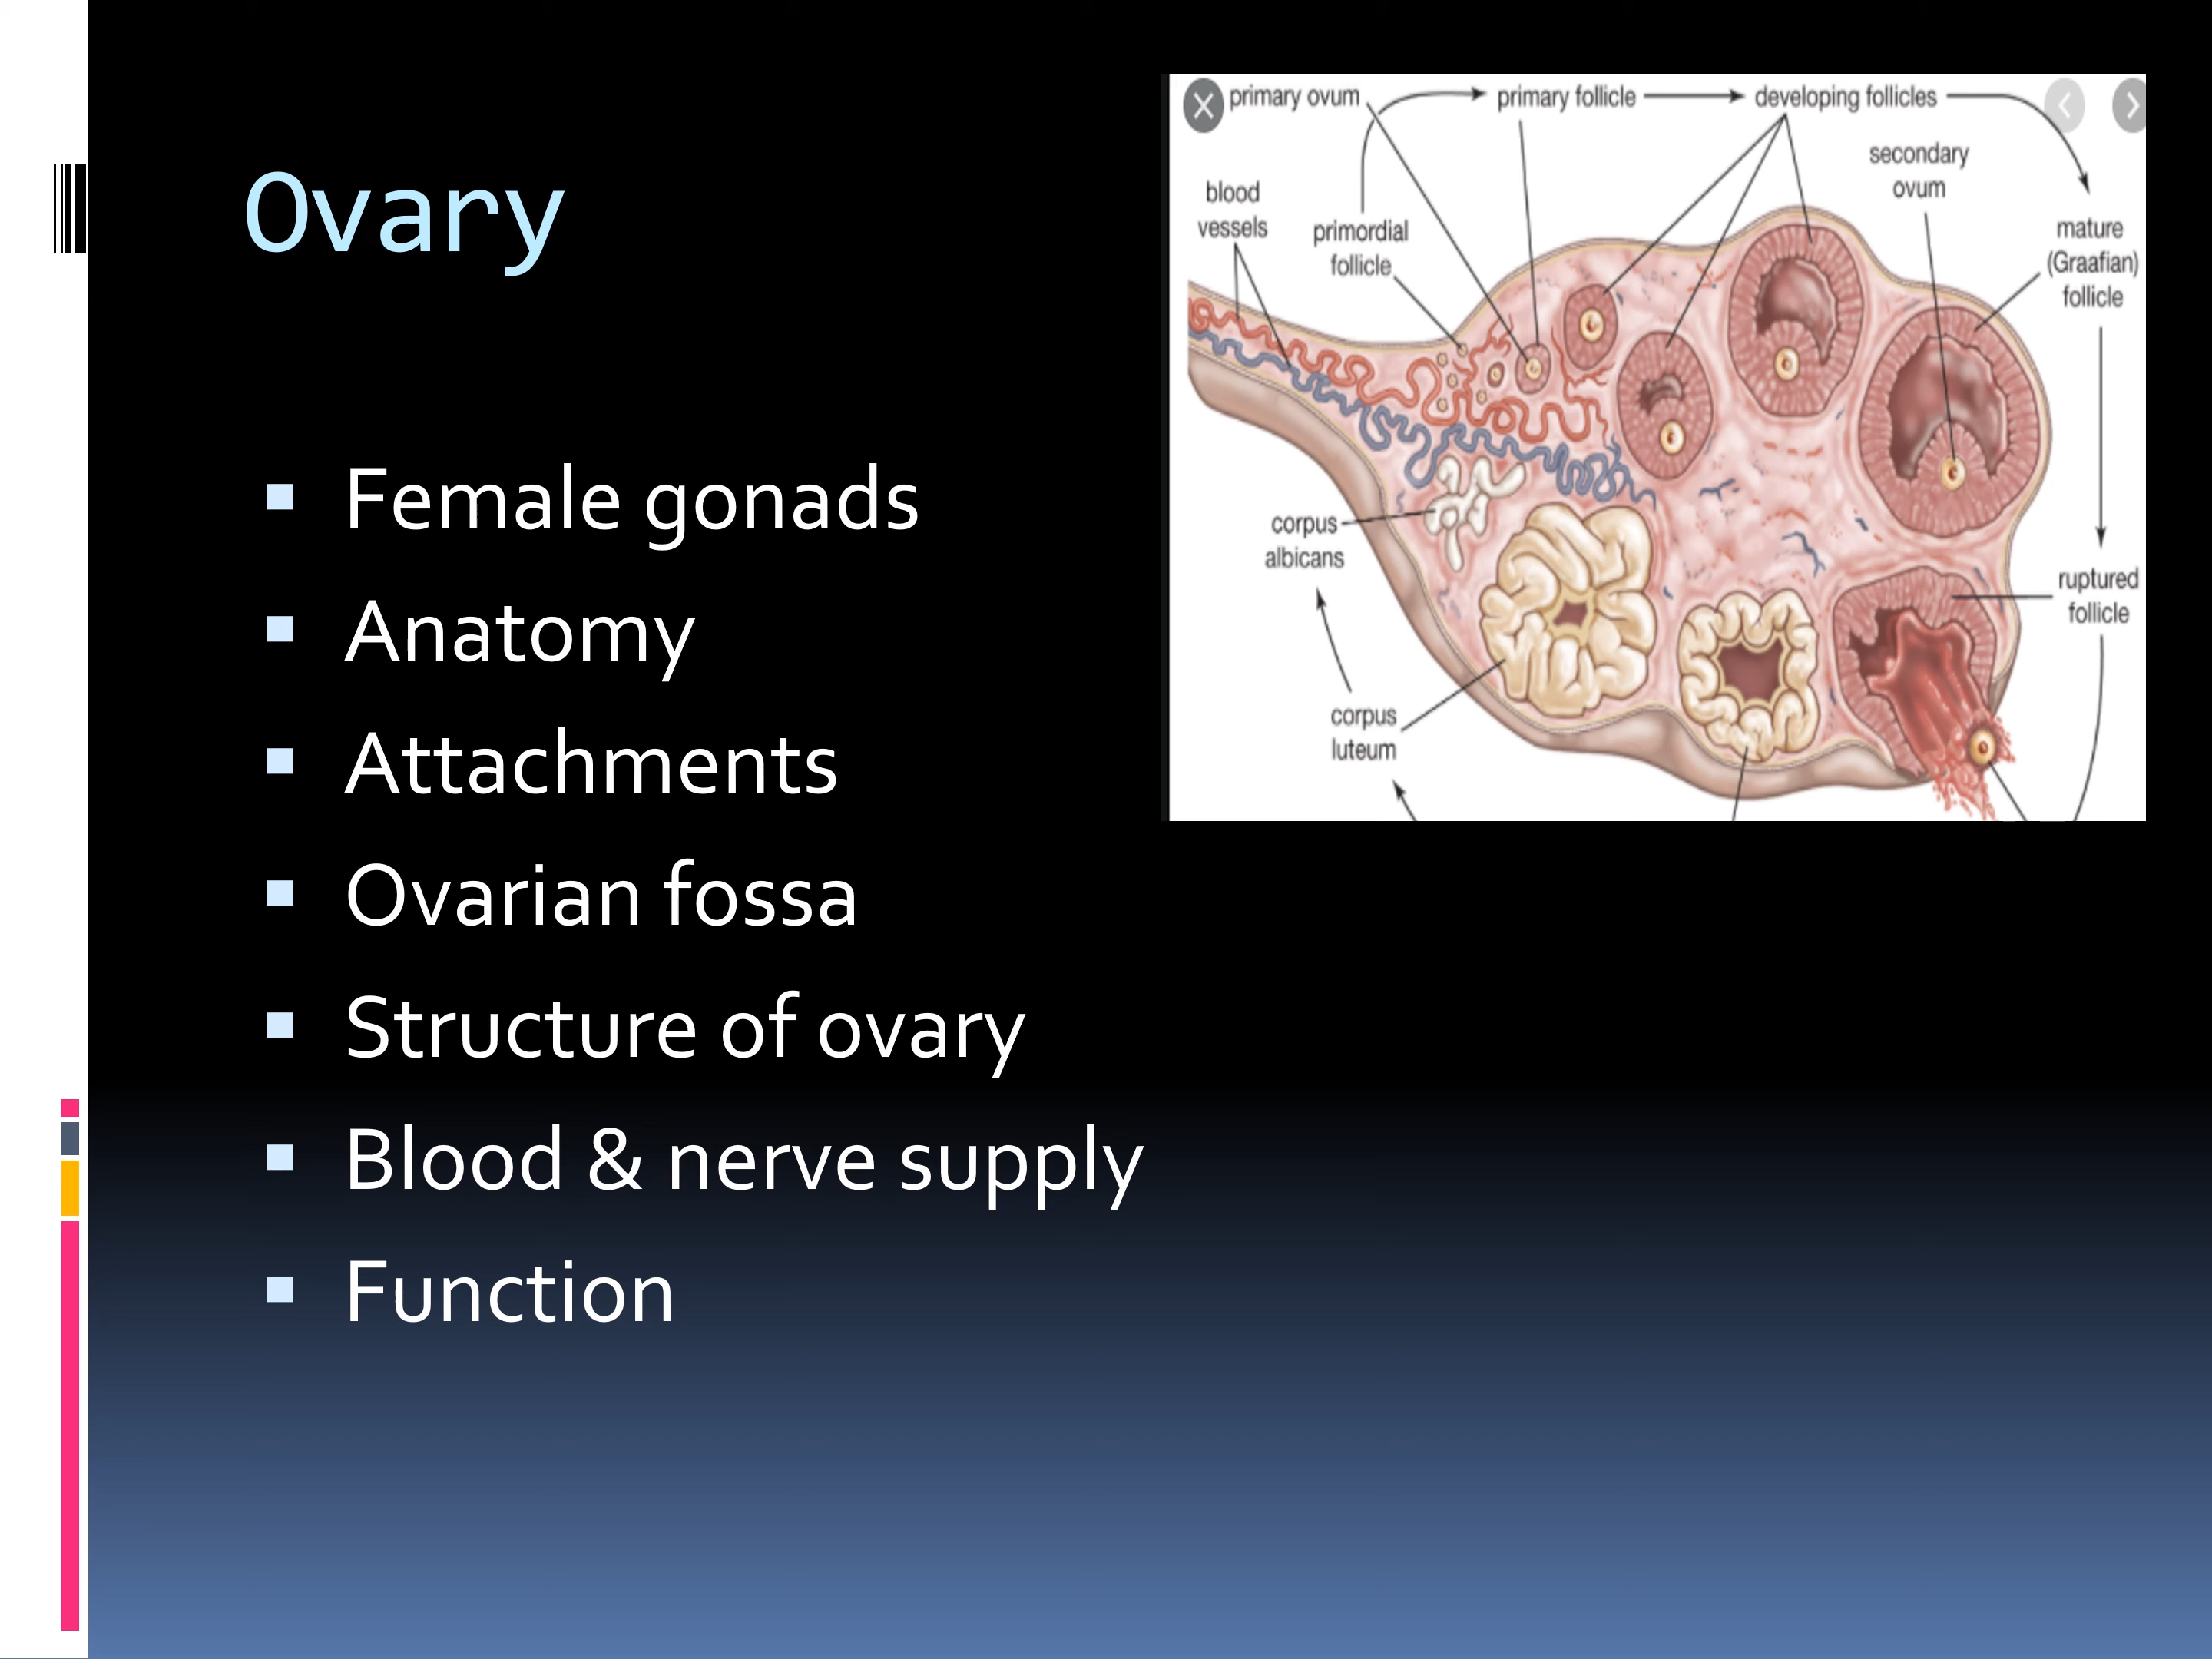 Ovary
Female gonads
Anatomy
Attachments
Ovarian fossa
Structure of ovary
Blood & nerve supply
Function
primary ovum
primary follicle
developing follicles
secondary
ovum
blood
vessels
primordial
follicle
mature
(Graafian)
follicle
corpus
albicans
ruptured
follicle
corpus
luteum